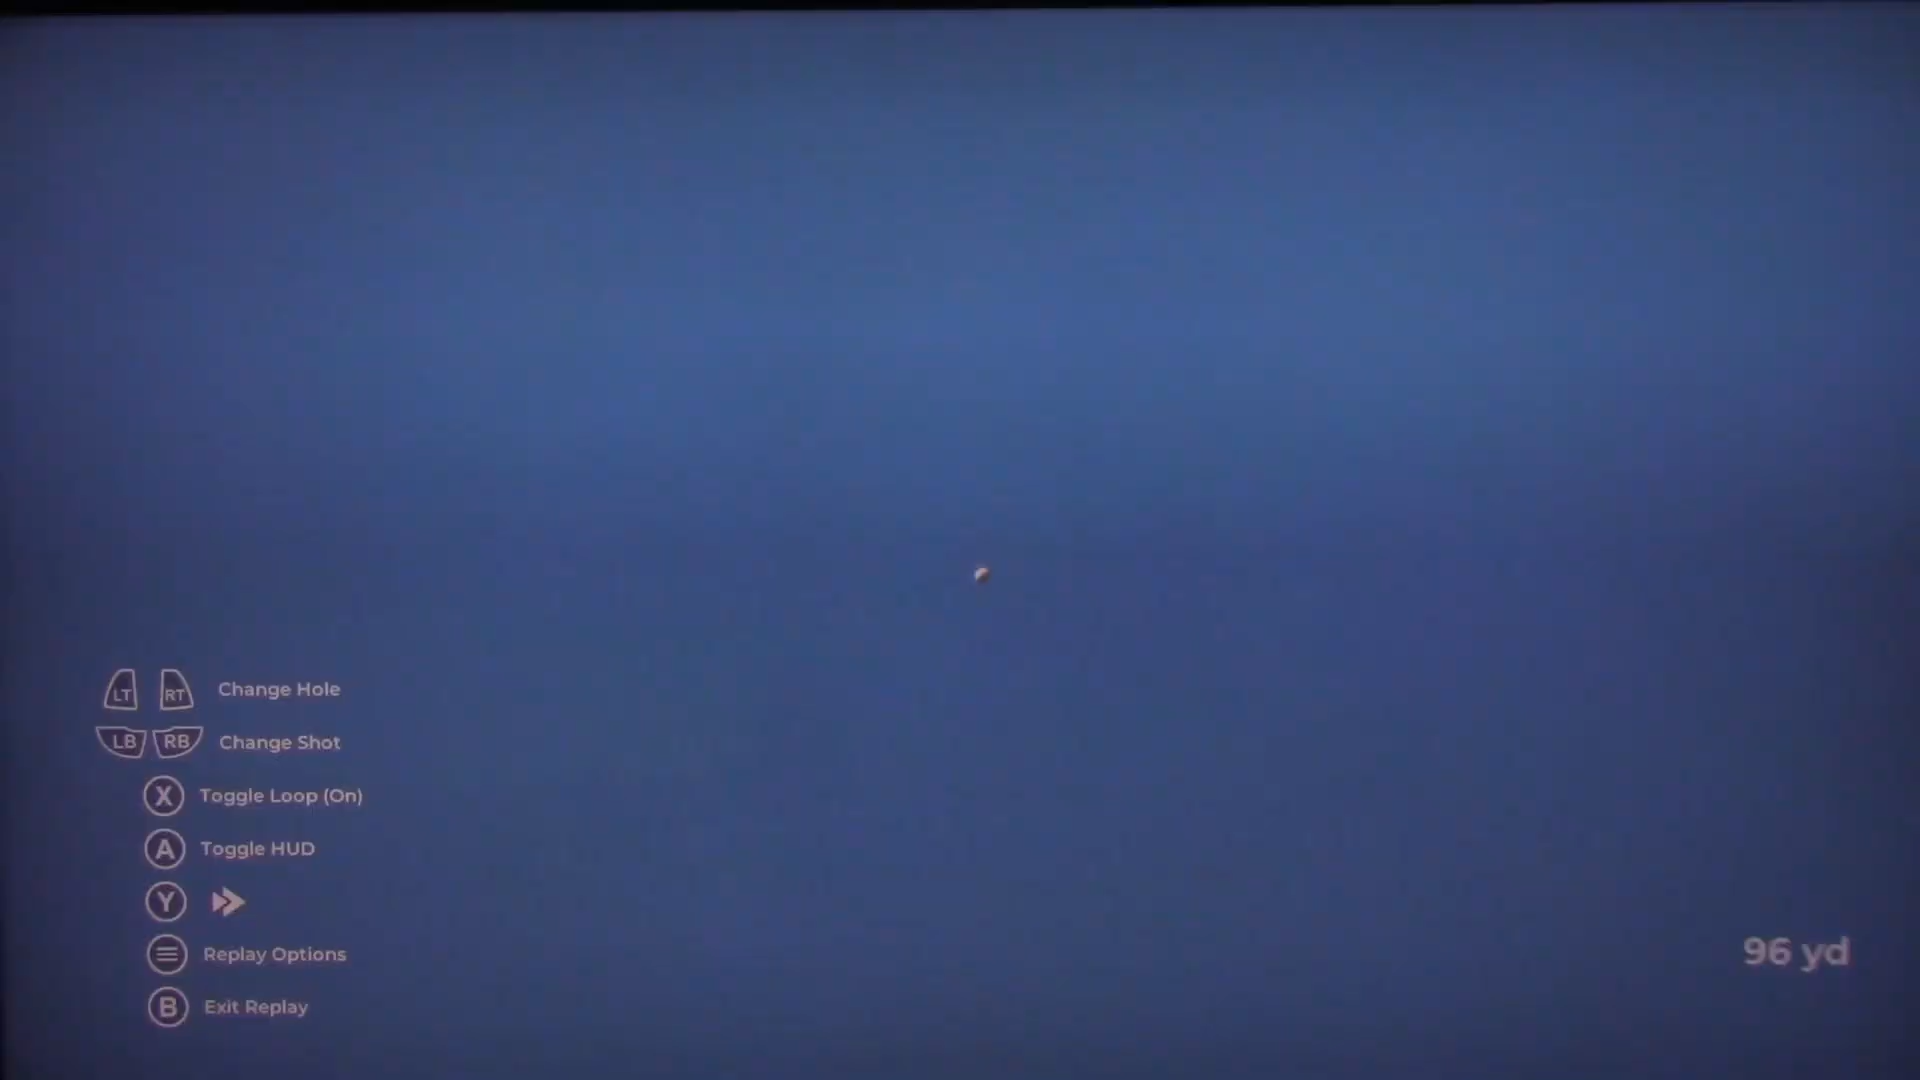 LT RT Change Hole
LB RB Change Shot
X Toggle Loop (On)
A Toggle HUD
Y
Replay Options
B Exit Replay
96 yd